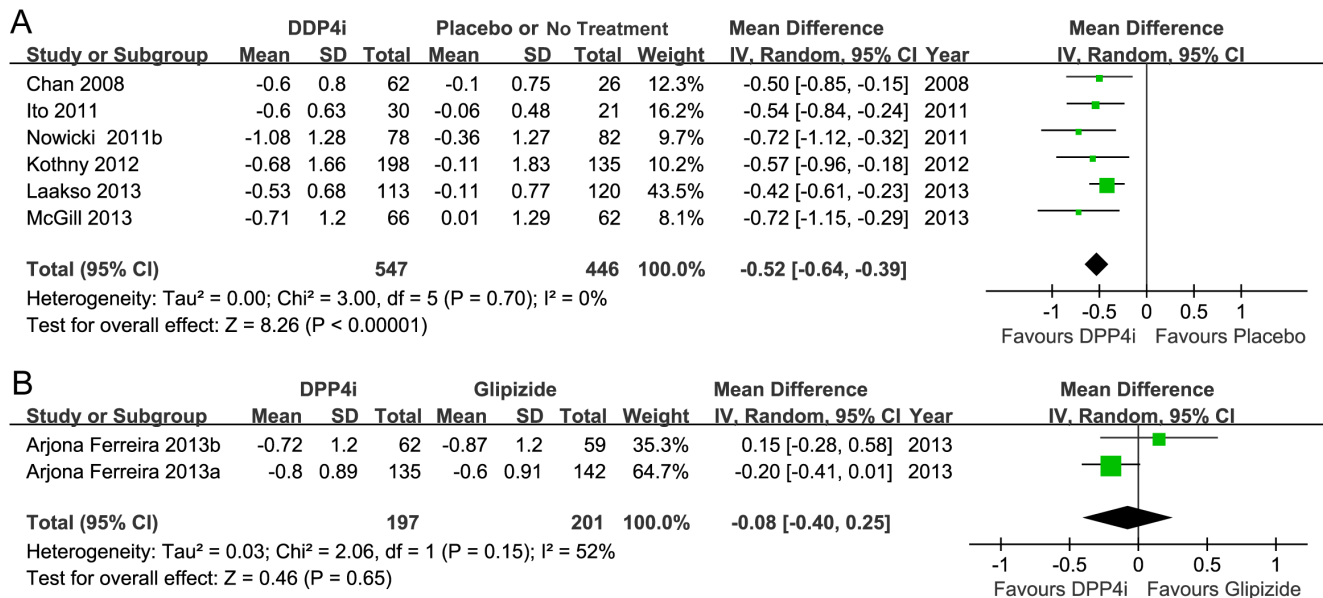 A
DDP4i Placebo or No Treatment Mean Difference Mean Difference
Study or Subgroup Mean SD Total Mean SD Total Weight IV, Random, 95% CI Year IV, Random, 95% CI
Chan 2008 -0.6 0.8 62 -0.1 0.75 26 12.3% -0.50 [-0.85, -0.15] 2008
Ito 2011 -0.6 0.63 30 -0.06 0.48 21 16.2% -0.54 [-0.84, -0.24] 2011
Nowicki 2011b -1.08 1.28 78 -0.36 1.27 82 9.7% -0.72 [-1.12, -0.32] 2011
Kothny 2012 -0.68 1.66 198 -0.11 1.83 135 10.2% -0.57 [-0.96, -0.18] 2012
Laakso 2013 -0.53 0.68 113 -0.11 0.77 120 43.5% -0.42 [-0.61, -0.23] 2013
McGill 2013 -0.71 1.2 66 0.01 1.29 62 8.1% -0.72 [-1.15, -0.29] 2013
Total (95% CI) 547 446 100.0% -0.52 [-0.64, -0.39]
Heterogeneity: Tau² = 0.00; Chi² = 3.00, df = 5 (P = 0.70); I² = 0%
Test for overall effect: Z = 8.26 (P < 0.00001)
-1 -0.5 0 0.5 1
Favours DPP4i Favours Placebo
B
DPP4i Glipizide Mean Difference Mean Difference
Study or Subgroup Mean SD Total Mean SD Total Weight IV, Random, 95% CI Year IV, Random, 95% CI
Arjona Ferreira 2013b -0.72 1.2 62 -0.87 1.2 59 35.3% 0.15 [-0.28, 0.58] 2013
Arjona Ferreira 2013a -0.8 0.89 135 -0.6 0.91 142 64.7% -0.20 [-0.41, 0.01] 2013
Total (95% CI) 197 201 100.0% -0.08 [-0.40, 0.25]
Heterogeneity: Tau² = 0.03; Chi² = 2.06, df = 1 (P = 0.15); I² = 52%
Test for overall effect: Z = 0.46 (P = 0.65)
-1 -0.5 0 0.5 1
Favours DPP4i Favours Glipizide